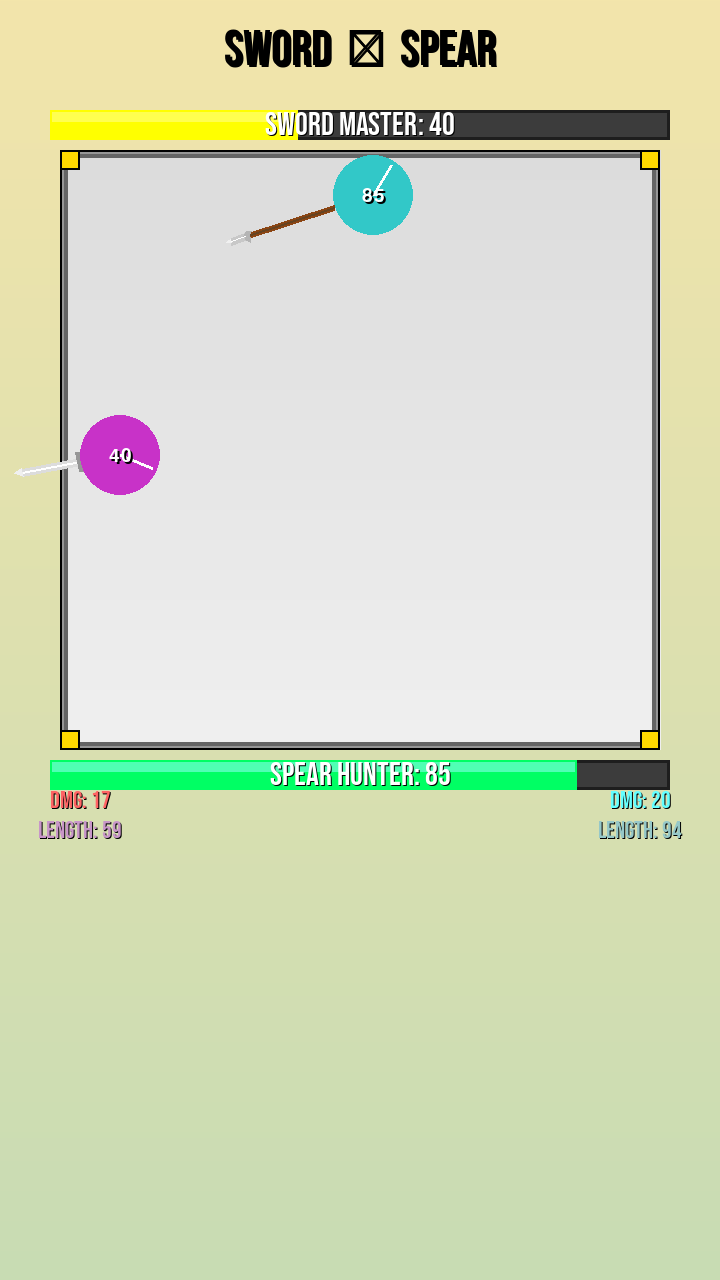 SWORD SPEAR
SWORD MASTER: 40
85
40
SPEAR HUNTER: 85
DMG: 17 DMG: 20
LENGTH: 59 LENGTH: 94